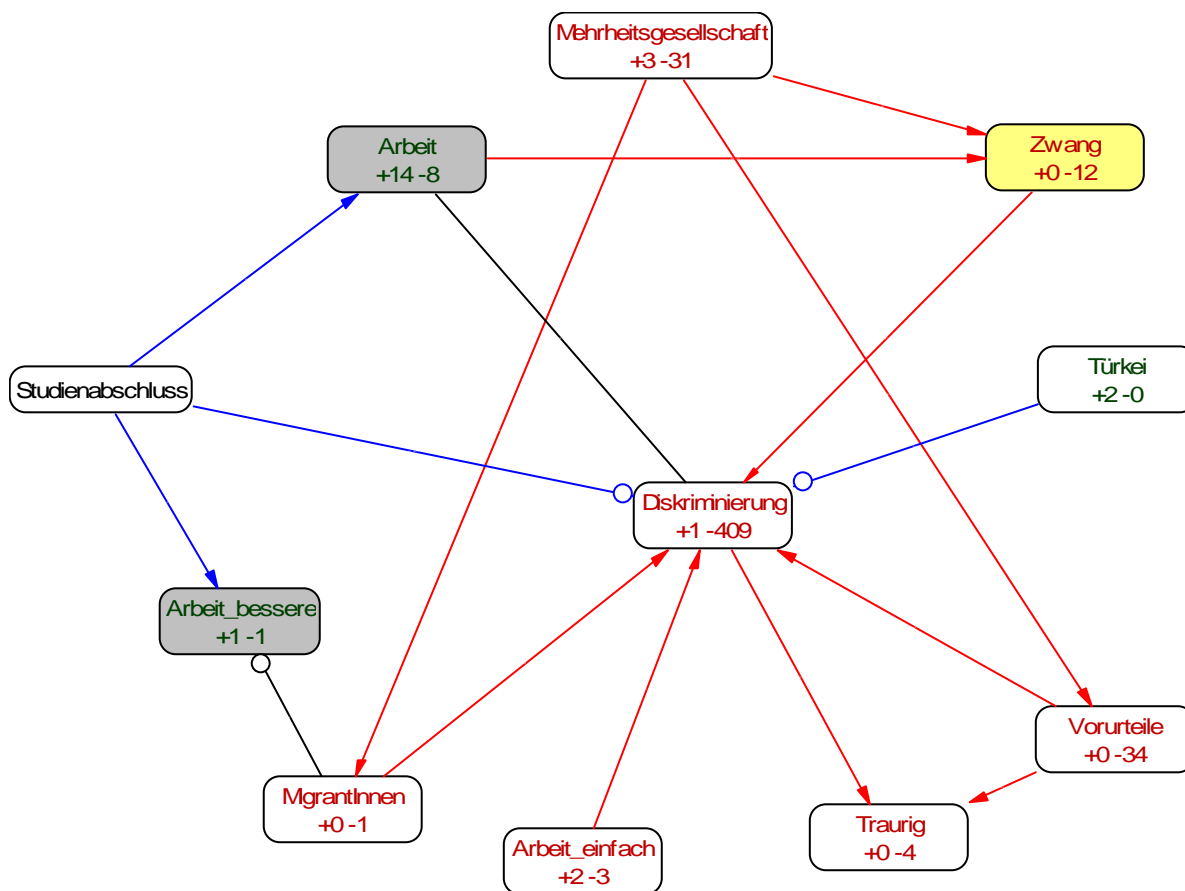 Mehrheitsgesellschaft
+3 -31
Arbeit
+14 -8
Zwang
+0 -12
Studienabschluss
Türkei
+2 -0
Diskriminierung
+1 -409
Arbeit_bessere
+1 -1
MigrantInnen
+0 -1
Vorurteile
+0 -34
Arbeit_einfach
+2 -3
Traurig
+0 -4